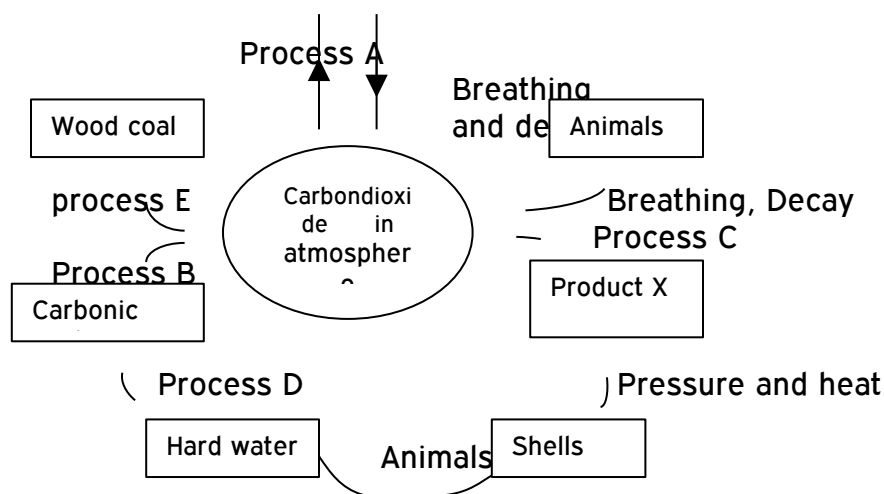 Process A
Breathing
and de
Wood coal
Animals
Carbondioxi
de in
atmospher
process E
Breathing, Decay
Process C
Process B
Product X
Carbonic
Process D
Pressure and heat
Hard water
Animals
Shells